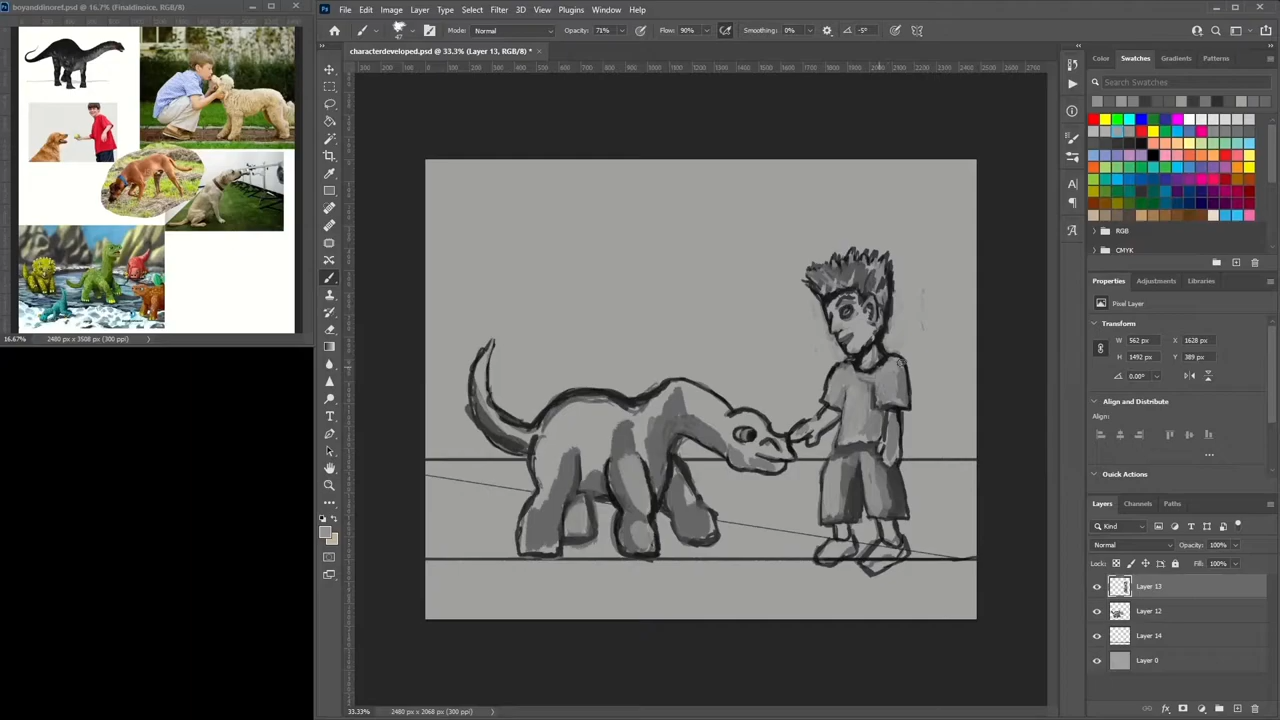 boyanddinoref.psd @ 16.7% (Finaldinoice, RGB/8)
16.67% 2480 px x 3508 px (300 ppi)
File Edit Image Layer Type Select Filter 3D View Plugins Window Help
47 Mode: Normal Opacity: 71% Flow: 90% Smoothing: 0% -5°
characterdeveloped.psd @ 33.3% (Layer 13, RGB/8) *
Color Swatches Gradients Patterns
Search Swatches
RGB
CMYK
Properties Adjustments Libraries
Pixel Layer
Transform
W 562 px X 1628 px
H 1492 px Y 389 px
0.00°
Align and Distribute
Align:
Quick Actions
Layers Channels Paths
Kind
Normal Opacity: 100%
Lock: Fill: 100%
Layer 13
Layer 12
Layer 14
Layer 0
33.33% 2480 px x 2068 px (300 ppi)